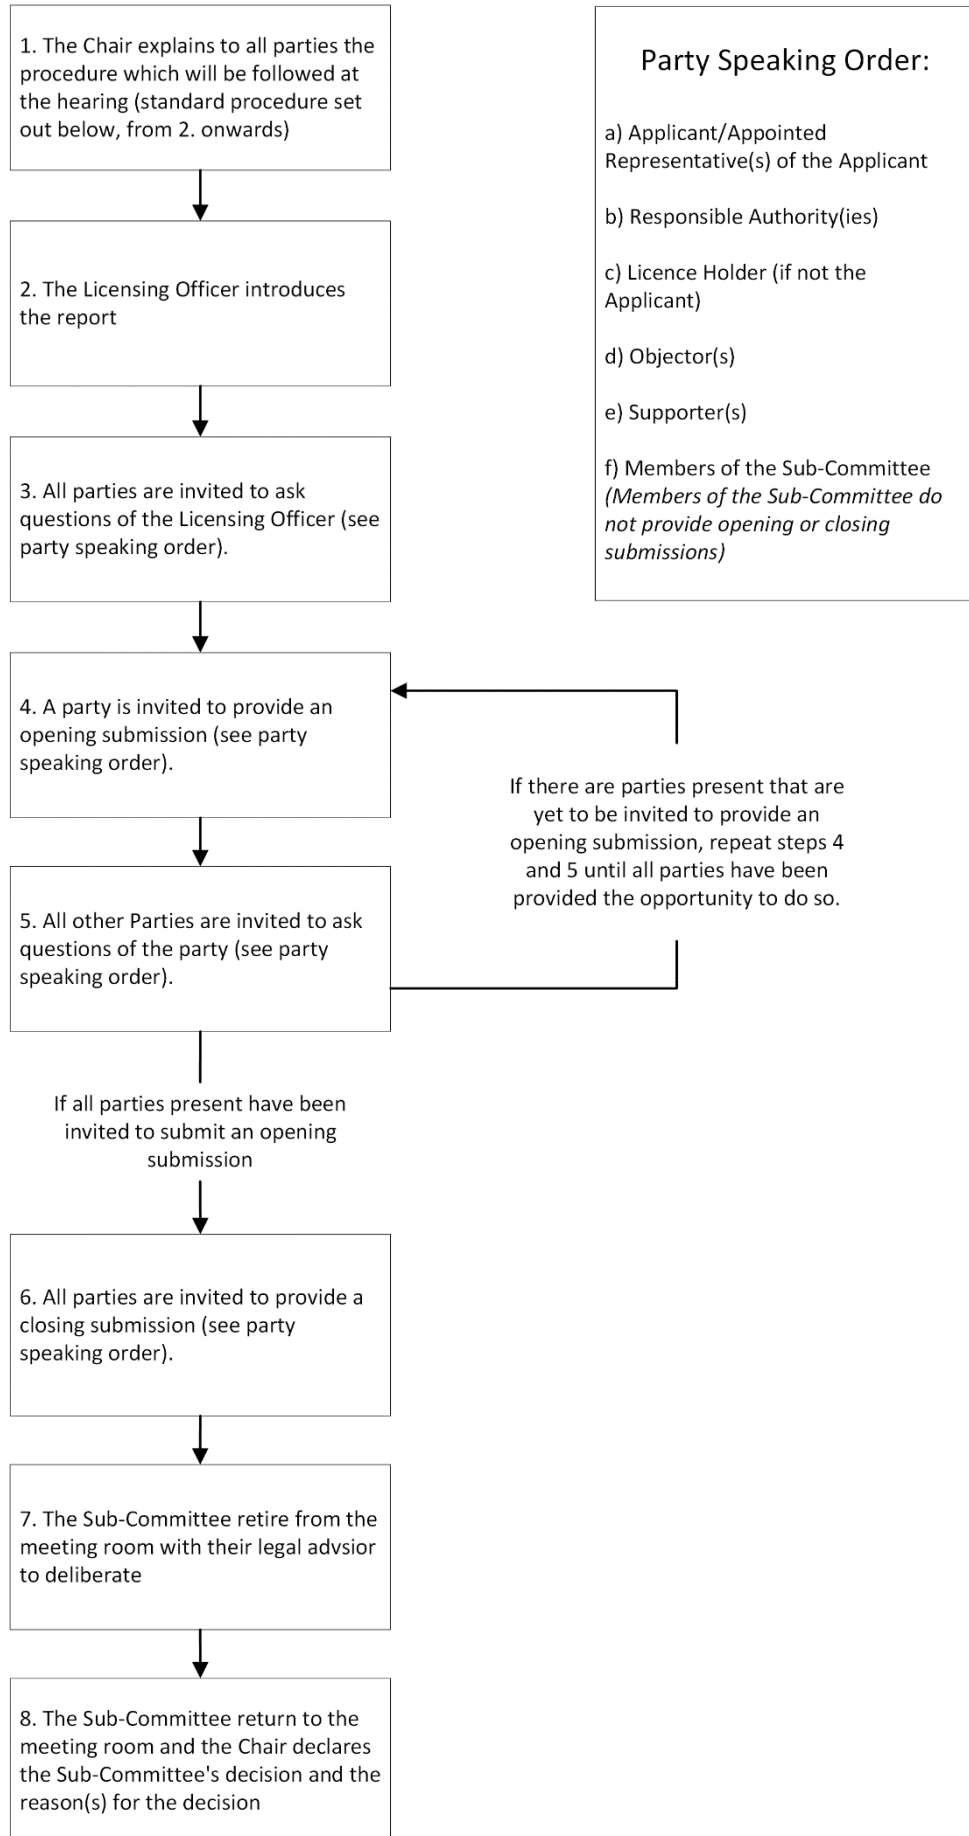 1. The Chair explains to all parties the
procedure which will be followed at
the hearing (standard procedure set
out below, from 2. onwards)
2. The Licensing Officer introduces
the report
3. All parties are invited to ask
questions of the Licensing Officer (see
party speaking order).
4. A party is invited to provide an
opening submission (see party
speaking order).
5. All other Parties are invited to ask
questions of the party (see party
speaking order).
If there are parties present that are
yet to be invited to provide an
opening submission, repeat steps 4
and 5 until all parties have been
provided the opportunity to do so.
If all parties present have been
invited to submit an opening
submission
6. All parties are invited to provide a
closing submission (see party
speaking order).
7. The Sub-Committee retire from the
meeting room with their legal advsior
to deliberate
8. The Sub-Committee return to the
meeting room and the Chair declares
the Sub-Committee's decision and the
reason(s) for the decision
Party Speaking Order:
a) Applicant/Appointed
Representative(s) of the Applicant
b) Responsible Authority(ies)
c) Licence Holder (if not the
Applicant)
d) Objector(s)
e) Supporter(s)
f) Members of the Sub-Committee
(Members of the Sub-Committee do
not provide opening or closing
submissions)